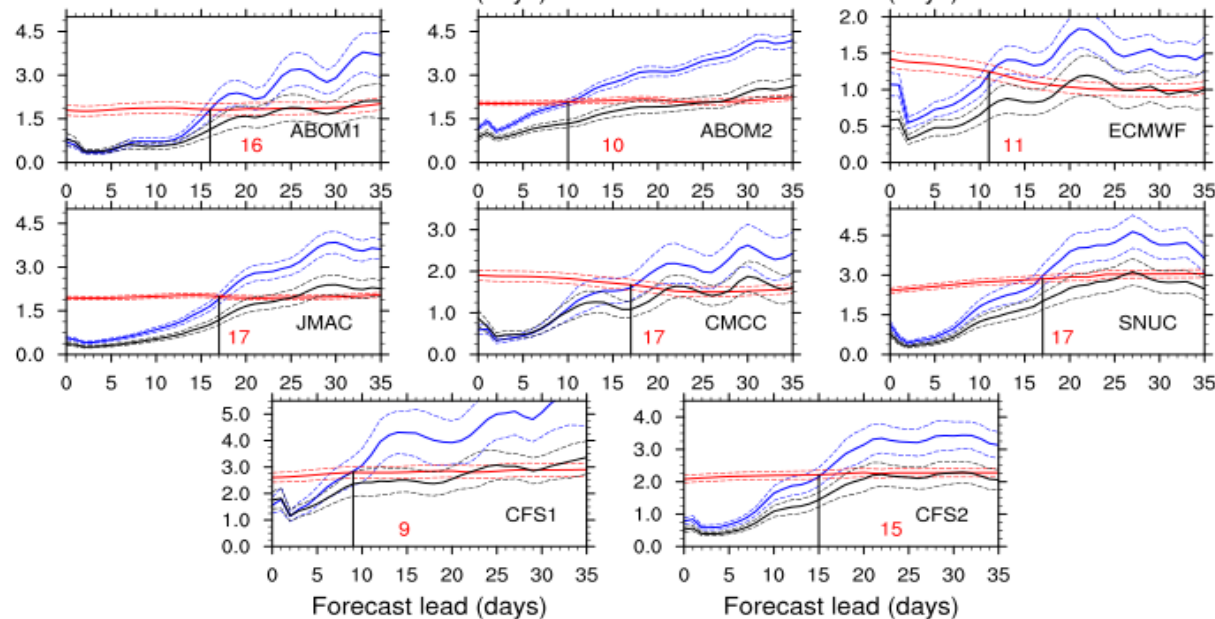 4.5 3.0 1.5 0.0
ABOM1
16
0 5 10 15 20 25 30 35
4.5 3.0 1.5 0.0
ABOM2
10
0 5 10 15 20 25 30 35
2.0 1.5 1.0 0.5 0.0
ECMWF
11
0 5 10 15 20 25 30 35
4.5 3.0 1.5 0.0
JMAC
17
0 5 10 15 20 25 30 35
3.0 2.0 1.0 0.0
CMCC
17
0 5 10 15 20 25 30 35
4.5 3.0 1.5 0.0
SNUC
17
0 5 10 15 20 25 30 35
5.0 4.0 3.0 2.0 1.0 0.0
CFS1
9
0 5 10 15 20 25 30 35
Forecast lead (days)
4.0 3.0 2.0 1.0 0.0
CFS2
15
0 5 10 15 20 25 30 35
Forecast lead (days)